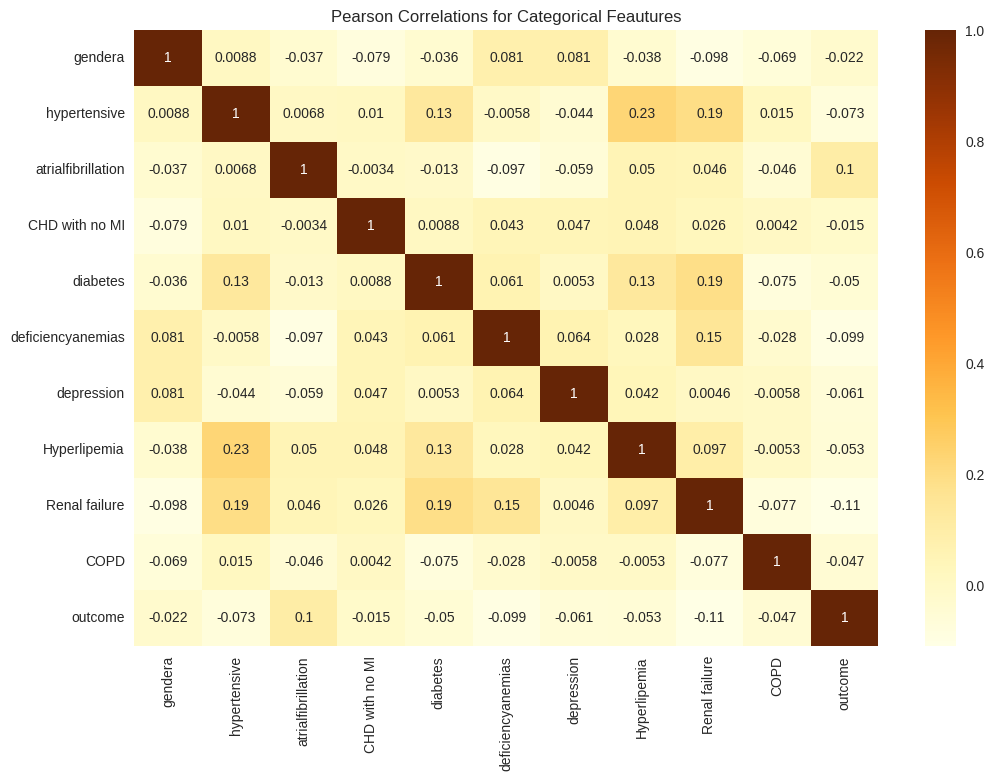 Pearson Correlations for Categorical Feautures
gendera 1 0.0088 -0.037 -0.079 -0.036 0.081 0.081 -0.038 -0.098 -0.069 -0.022
hypertensive 0.0088 1 0.0068 0.01 0.13 -0.0058 -0.044 0.23 0.19 0.015 -0.073
atrialfibrillation -0.037 0.0068 1 -0.0034 -0.013 -0.097 -0.059 0.05 0.046 -0.046 0.1
CHD with no MI -0.079 0.01 -0.0034 1 0.0088 0.043 0.047 0.048 0.026 0.0042 -0.015
diabetes -0.036 0.13 -0.013 0.0088 1 0.061 0.0053 0.13 0.19 -0.075 -0.05
deficiencyanemias 0.081 -0.0058 -0.097 0.043 0.061 1 0.064 0.028 0.15 -0.028 -0.099
depression 0.081 -0.044 -0.059 0.047 0.0053 0.064 1 0.042 0.0046 -0.0058 -0.061
Hyperlipemia -0.038 0.23 0.05 0.048 0.13 0.028 0.042 1 0.097 -0.0053 -0.053
Renal failure -0.098 0.19 0.046 0.026 0.19 0.15 0.0046 0.097 1 -0.077 -0.11
COPD -0.069 0.015 -0.046 0.0042 -0.075 -0.028 -0.0058 -0.0053 -0.077 1 -0.047
outcome -0.022 -0.073 0.1 -0.015 -0.05 -0.099 -0.061 -0.053 -0.11 -0.047 1
gendera
hypertensive
atrialfibrillation
CHD with no MI
diabetes
deficiencyanemias
depression
Hyperlipemia
Renal failure
COPD
outcome
1.0
0.8
0.6
0.4
0.2
0.0